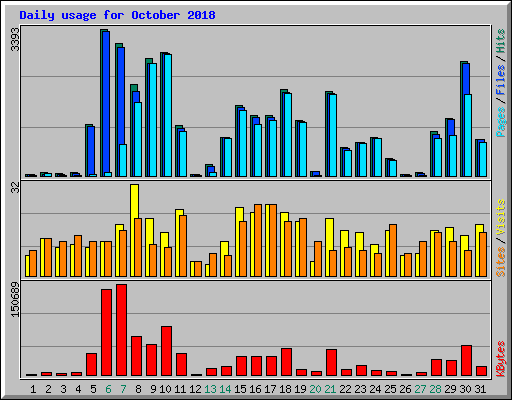 Daily usage for October 2018
3393
Pages / Files / Hits
32
Sites / Visits
150689
KBytes
1 2 3 4 5 6 7 8 9 10 11 12 13 14 15 16 17 18 19 20 21 22 23 24 25 26 27 28 29 30 31